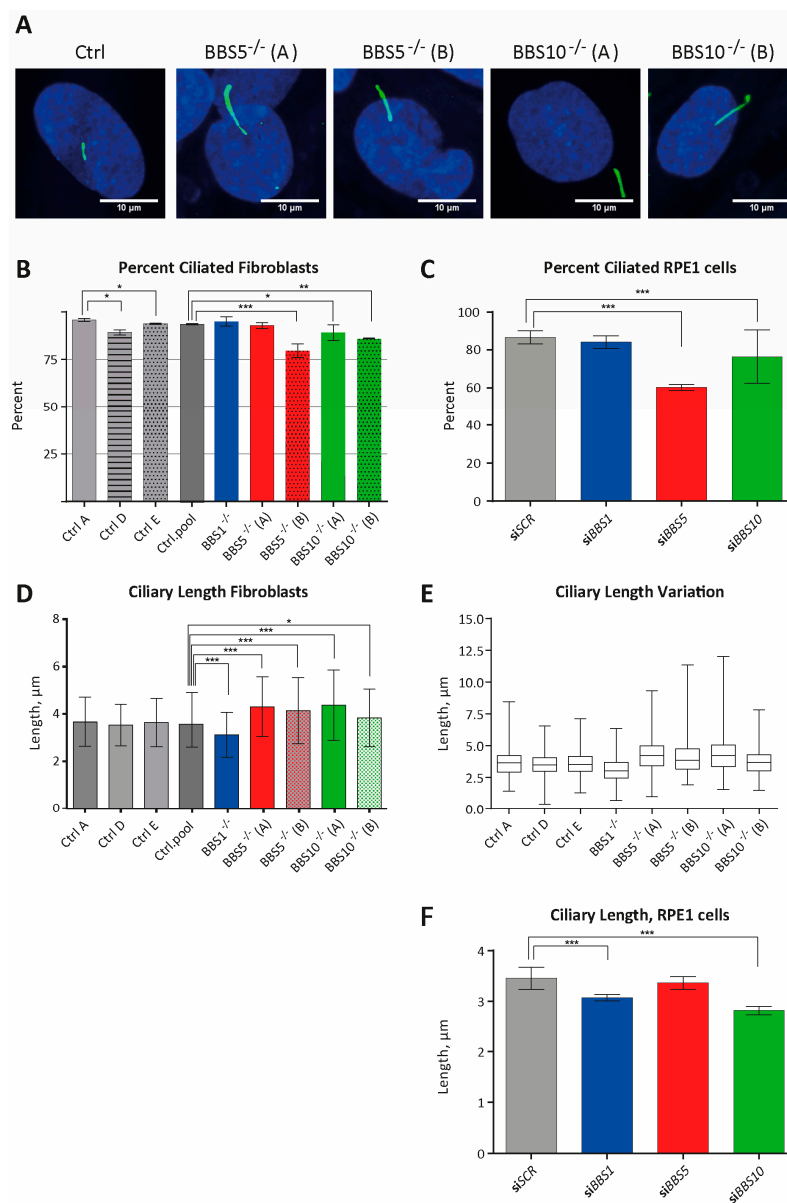 A
Ctrl
BBS5-/- (A)
BBS5-/- (B)
BBS10-/- (A)
BBS10-/- (B)
10 µm
10 µm
10 µm
10 µm
10 µm
B
Percent Ciliated Fibroblasts
*
*
**
*
***
Percent
75
50
25
Ctrl A
Ctrl D
Ctrl E
Ctrl.pool
BBS1-/-
BBS5-/- (A)
BBS5-/- (B)
BBS10-/- (A)
BBS10-/- (B)
C
Percent Ciliated RPE1 cells
***
***
Percent
100
80
60
40
20
0
siSCR
siBBS1
siBBS5
siBBS10
D
Ciliary Length Fibroblasts
*
***
***
***
***
Length, µm
8
6
4
2
0
Ctrl A
Ctrl D
Ctrl E
Ctrl.pool
BBS1-/-
BBS5-/- (A)
BBS5-/- (B)
BBS10-/- (A)
BBS10-/- (B)
E
Ciliary Length Variation
Length, µm
15.0
12.5
10.0
7.5
5.0
2.5
0.0
Ctrl A
Ctrl D
Ctrl E
BBS1-/-
BBS5-/- (A)
BBS5-/- (B)
BBS10-/- (A)
BBS10-/- (B)
F
Ciliary Length, RPE1 cells
***
***
Length, µm
4
3
2
1
0
siSCR
siBBS1
siBBS5
siBBS10